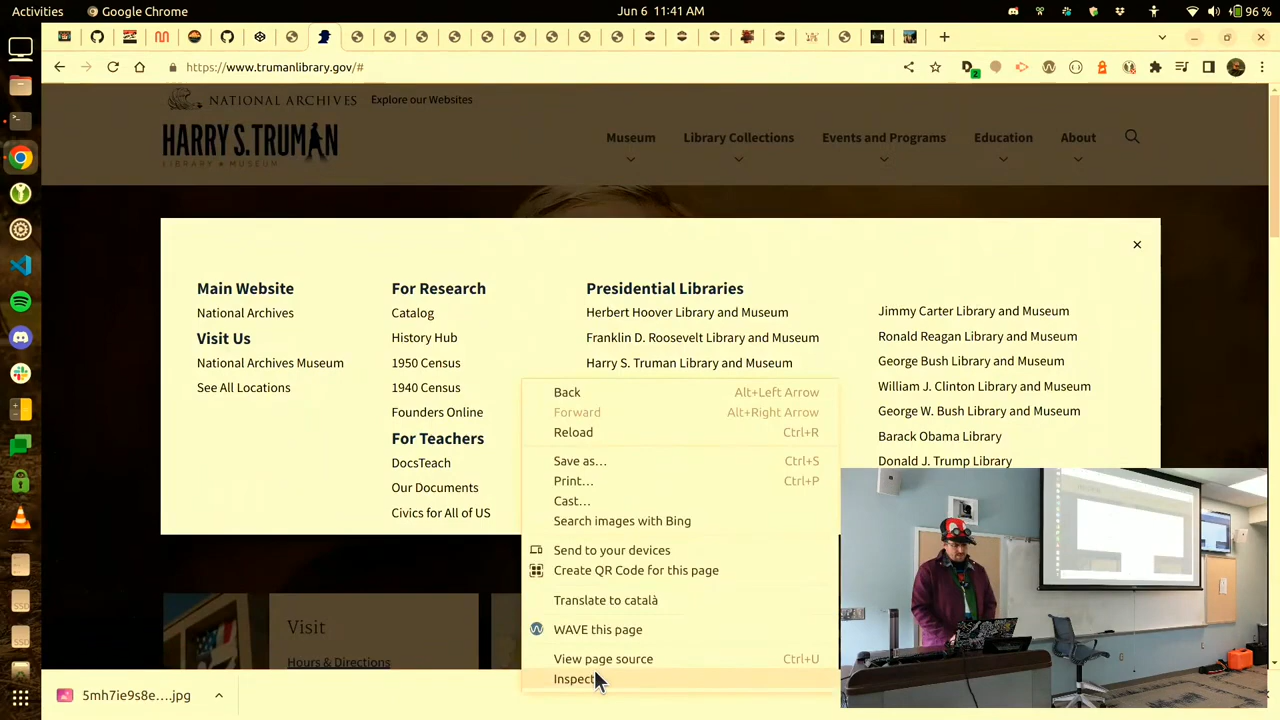 Activities
Google Chrome
Jun 6 11:41 AM
96 %
https://www.trumanlibrary.gov/#
2
NATIONAL ARCHIVES
Explore our Websites
HARRY S. TRUMAN
LIBRARY MUSEUM
Museum
Library Collections
Events and Programs
Education
About
Main Website
National Archives
Visit Us
National Archives Museum
See All Locations
For Research
Catalog
History Hub
1950 Census
1940 Census
Founders Online
For Teachers
DocsTeach
Our Documents
Civics for All of US
Presidential Libraries
Herbert Hoover Library and Museum
Franklin D. Roosevelt Library and Museum
Harry S. Truman Library and Museum
Jimmy Carter Library and Museum
Ronald Reagan Library and Museum
George Bush Library and Museum
William J. Clinton Library and Museum
George W. Bush Library and Museum
Barack Obama Library
Donald J. Trump Library
Back Alt+Left Arrow
Forward Alt+Right Arrow
Reload Ctrl+R
Save as… Ctrl+S
Print… Ctrl+P
Cast…
Search images with Bing
Send to your devices
Create QR Code for this page
Translate to català
WAVE this page
View page source Ctrl+U
Inspect
Visit
Hours & Directions
5mh7ie9s8e....jpg